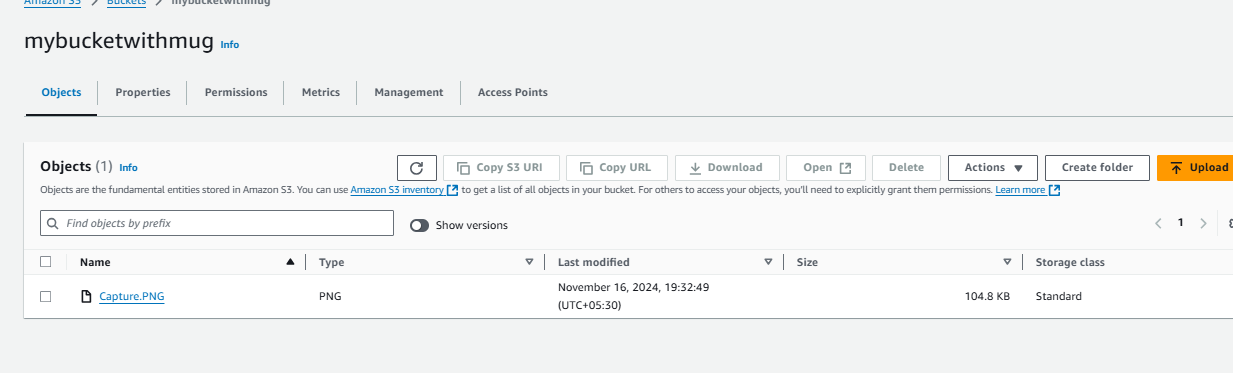 Amazon S3 > Buckets > mybucketwithmug
mybucketwithmug Info
Objects Properties Permissions Metrics Management Access Points
Objects (1) Info Copy S3 URI Copy URL Download Open Delete Actions Create folder Upload
Objects are the fundamental entities stored in Amazon S3. You can use Amazon S3 inventory to get a list of all objects in your bucket. For others to access your objects, you'll need to explicitly grant them permissions. Learn more
Find objects by prefix Show versions 1
Name Type Last modified Size Storage class
Capture.PNG PNG November 16, 2024, 19:32:49 104.8 KB Standard
(UTC+05:30)